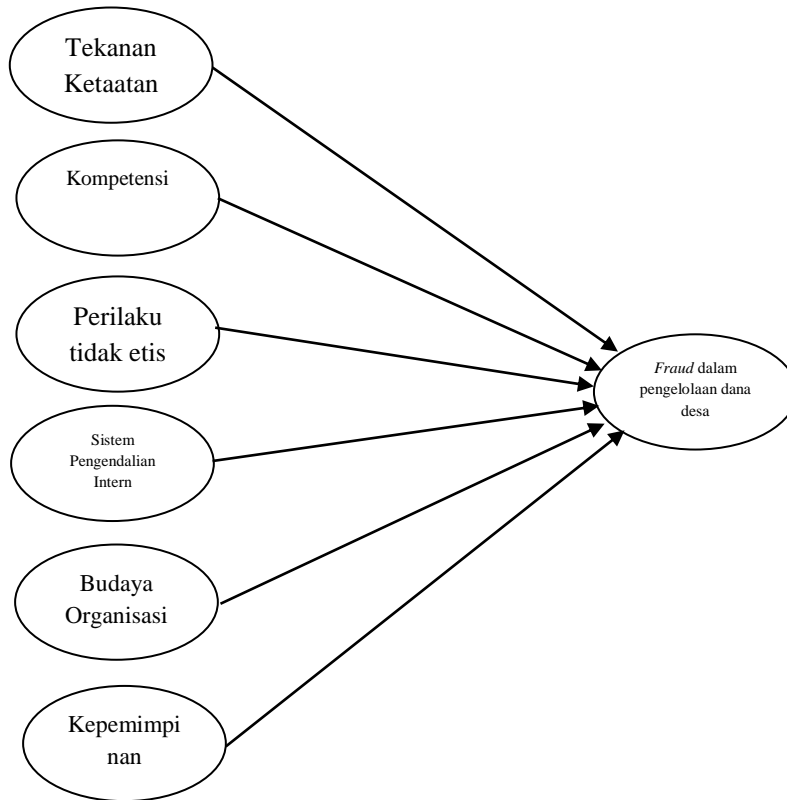 Tekanan
Ketaatan
Kompetensi
Perilaku
tidak etis
Sistem
Pengendalian
Intern
Budaya
Organisasi
Kepemimpi
nan
Fraud dalam
pengelolaan dana
desa